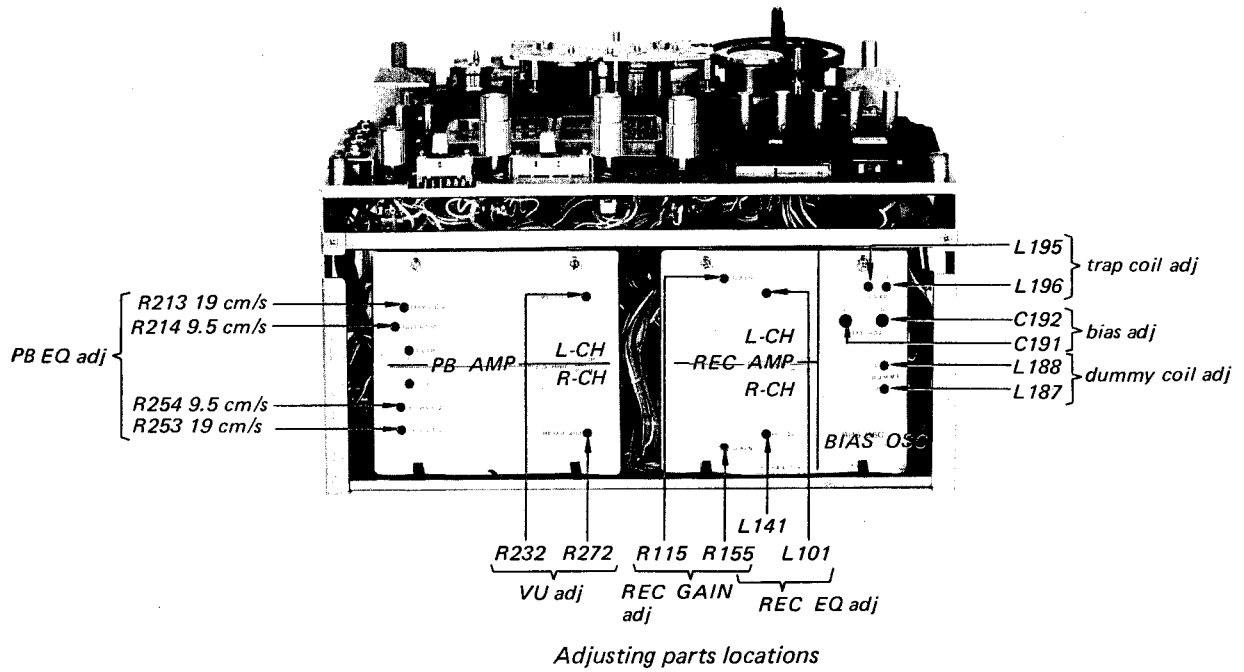 L195
trap coil adj
L196
R213 19 cm/s
R214 9.5 cm/s
C192
bias adj
C191
PB EQ adj
L-CH
PB AMP
R-CH
L-CH
REC AMP
R-CH
L188
dummy coil adj
L187
R254 9.5 cm/s
R253 19 cm/s
BIAS OSC
L141
R232 R272
R115 R155
L101
VU adj
REC GAIN
adj
REC EQ adj
Adjusting parts locations